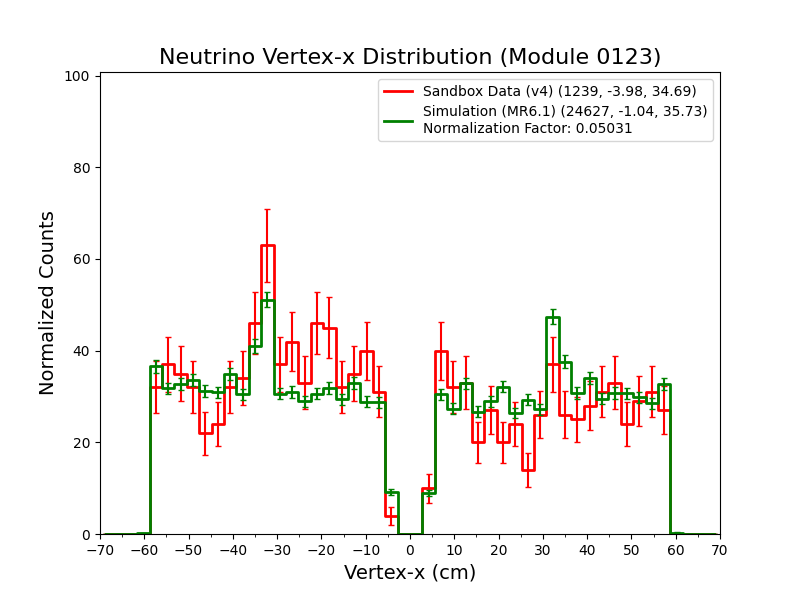 Neutrino Vertex-x Distribution (Module 0123)
Sandbox Data (v4) (1239, -3.98, 34.69)
Simulation (MR6.1) (24627, -1.04, 35.73)
Normalization Factor: 0.05031
Normalized Counts
100
80
60
40
20
0
−70 −60 −50 −40 −30 −20 −10 0 10 20 30 40 50 60 70
Vertex-x (cm)